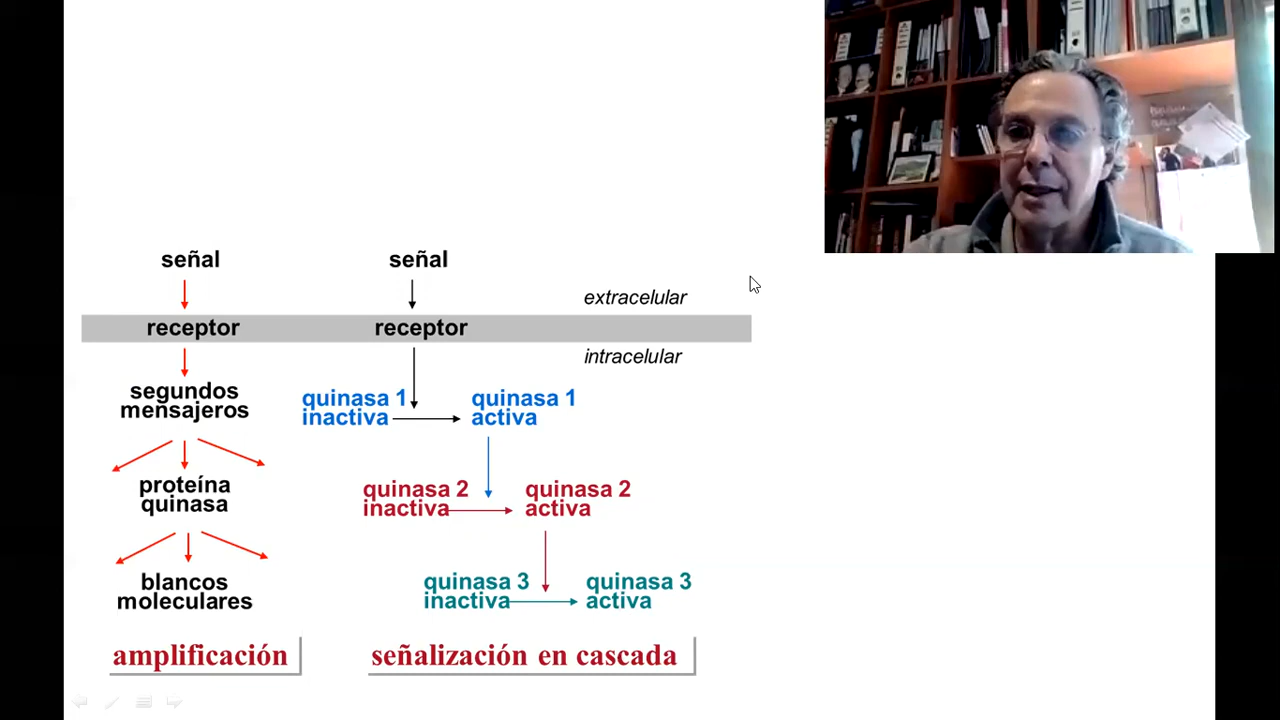 señal
señal
extracelular
receptor
receptor
intracelular
segundos
mensajeros
quinasa 1
inactiva
quinasa 1
activa
proteína
quinasa
quinasa 2
inactiva
quinasa 2
activa
blancos
moleculares
quinasa 3
inactiva
quinasa 3
activa
amplificación
señalización en cascada